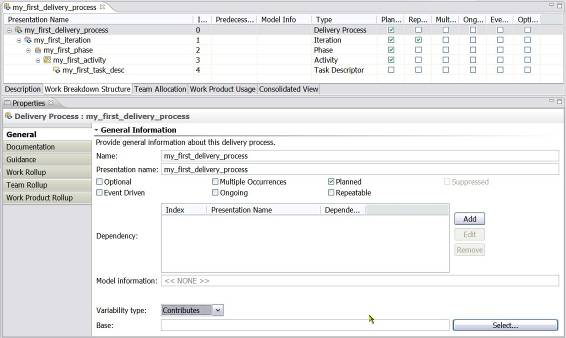 my_first_delivery_process
Presentation Name I... Predecess... Model Info Type Plan... Rep... Mult... Ong... Eve... Opti...
my_first_delivery_process 0 Delivery Process
my_first_iteration 1 Iteration
my_first_phase 2 Phase
my_first_activity 3 Activity
my_first_task_desc 4 Task Descriptor
Description Work Breakdown Structure Team Allocation Work Product Usage Consolidated View
Properties
Delivery Process : my_first_delivery_process
General
Documentation
Guidance
Work Rollup
Team Rollup
Work Product Rollup
General Information
Provide general information about this delivery process.
Name: my_first_delivery_process
Presentation name: my_first_delivery_process
Optional Multiple Occurrences Planned Suppressed
Event Driven Ongoing Repeatable
Index Presentation Name Depende...
Dependency:
Add
Edit
Remove
Model information: << NONE >>
Variability type: Contributes
Base: Select...